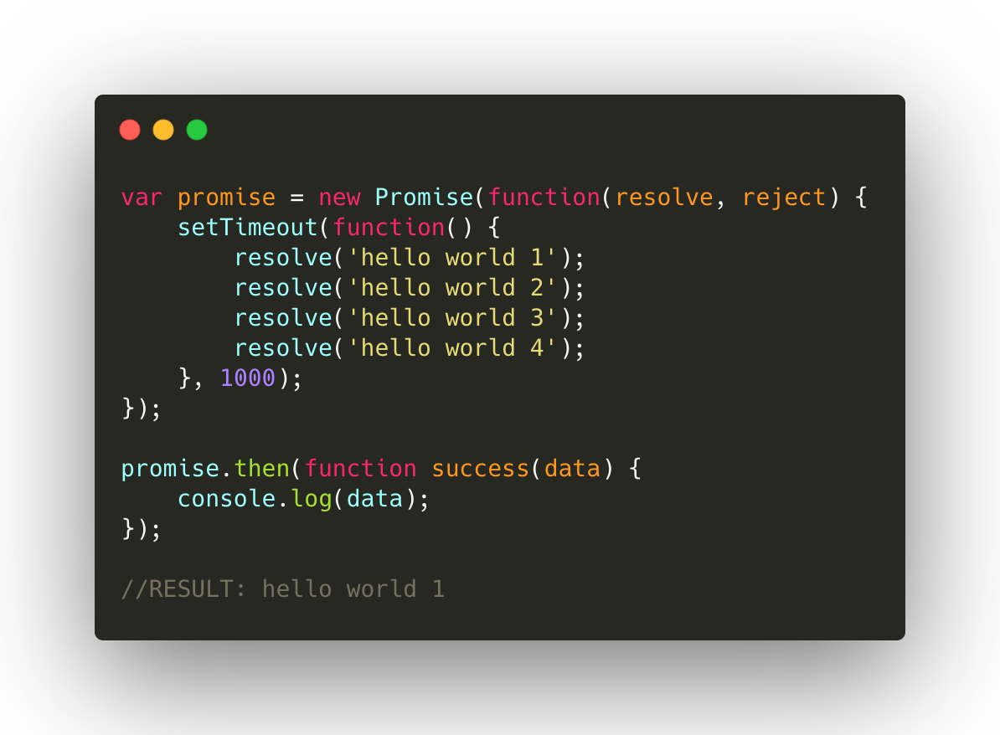 var promise = new Promise(function(resolve, reject) {
    setTimeout(function() {
        resolve('hello world 1');
        resolve('hello world 2');
        resolve('hello world 3');
        resolve('hello world 4');
    }, 1000);
});

promise.then(function success(data) {
    console.log(data);
});

//RESULT: hello world 1